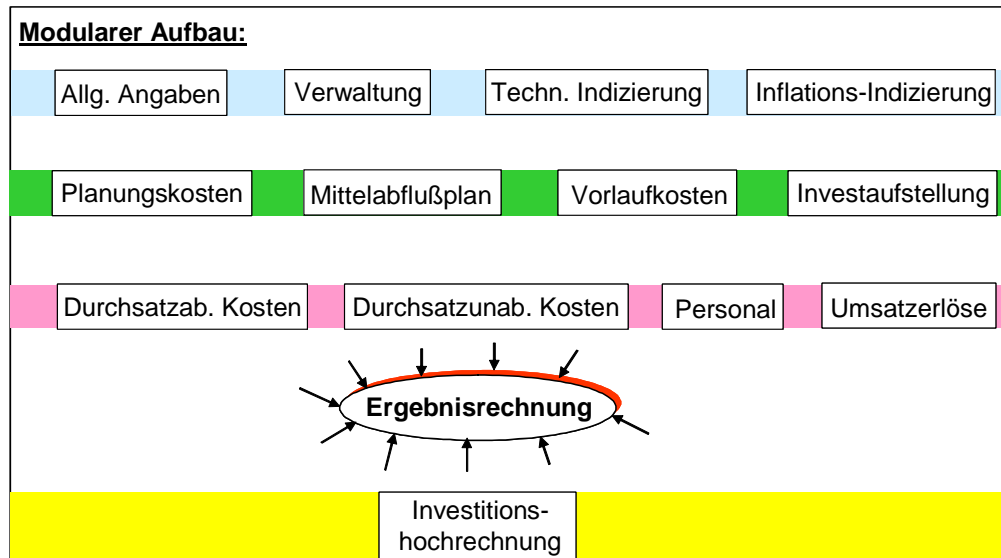 Modularer Aufbau:
Allg. Angaben
Verwaltung
Techn. Indizierung
Inflations-Indizierung
Planungskosten
Mittelabflußplan
Vorlaufkosten
Investaufstellung
Durchsatzab. Kosten
Durchsatzunab. Kosten
Personal
Umsatzerlöse
Ergebnisrechnung
Investitions-
hochrechnung